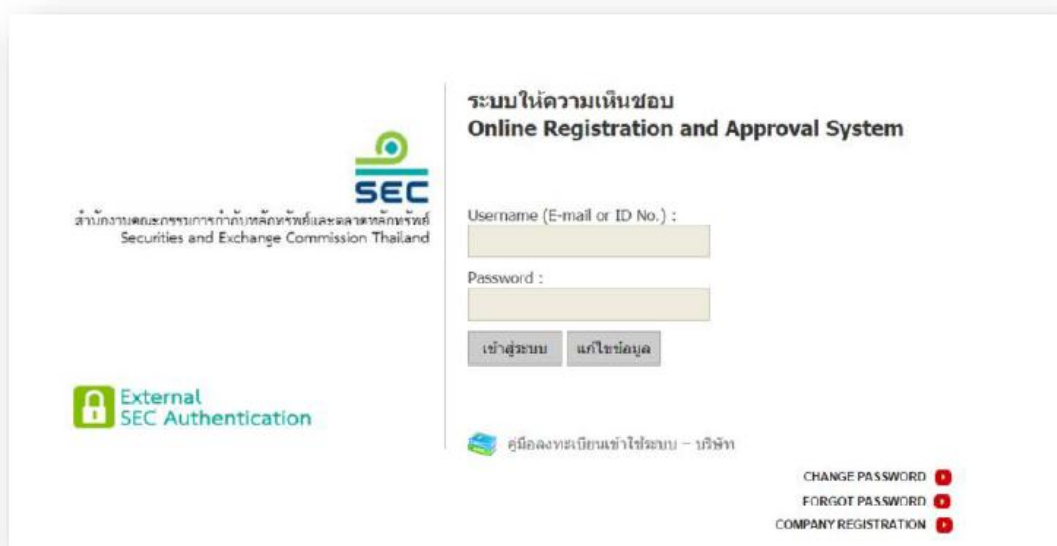 ระบบให้ความเห็นชอบ
Online Registration and Approval System
SEC
สำนักงานคณะกรรมการกำกับหลักทรัพย์และตลาดหลักทรัพย์
Securities and Exchange Commission Thailand
Username (E-mail or ID No.) :
Password :
เข้าสู่ระบบ แก้ไขข้อมูล
External
SEC Authentication
คู่มือลงทะเบียนเข้าใช้ระบบ – บริษัท
CHANGE PASSWORD
FORGOT PASSWORD
COMPANY REGISTRATION